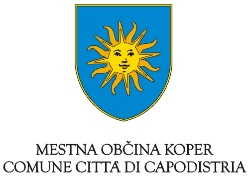 MESTNA OBČINA KOPER
COMUNE CITTÀ DI CAPODISTRIA